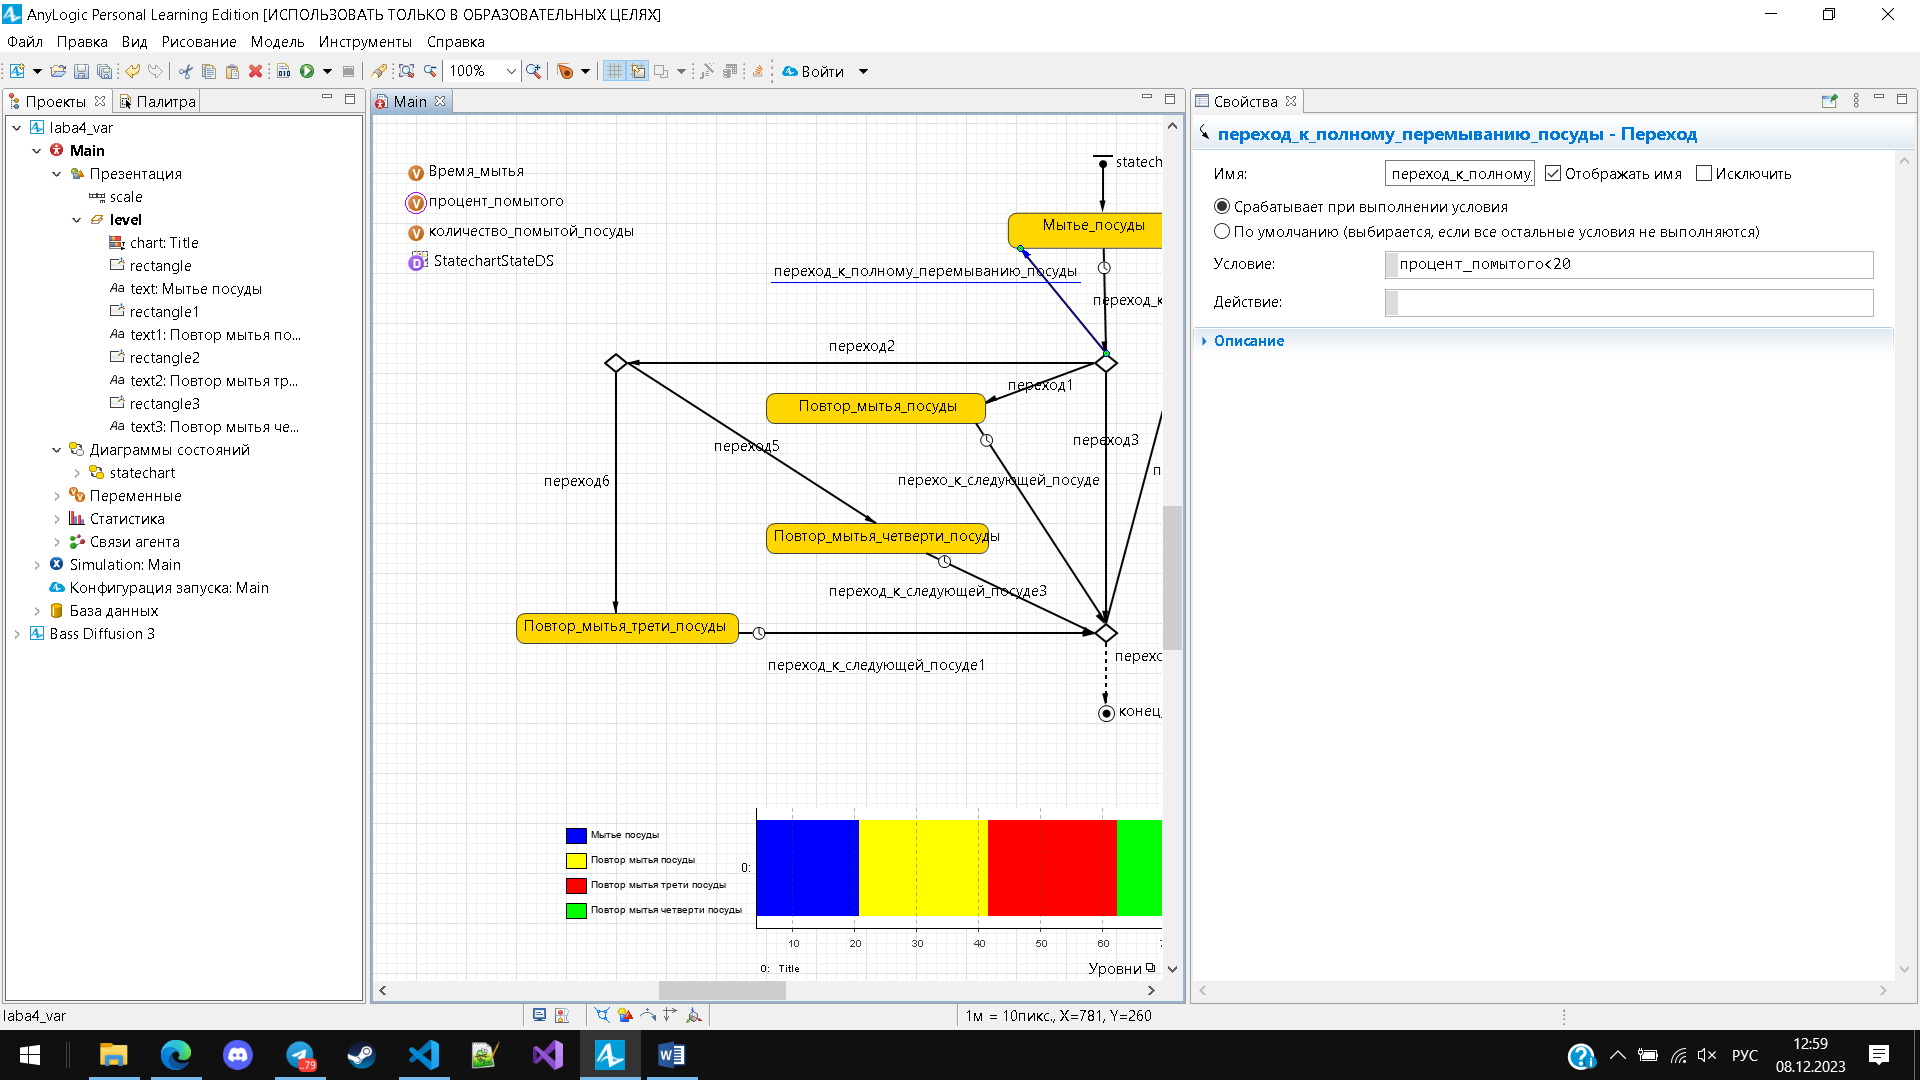 AnyLogic Personal Learning Edition [ИСПОЛЬЗОВАТЬ ТОЛЬКО В ОБРАЗОВАТЕЛЬНЫХ ЦЕЛЯХ]
Файл Правка Вид Рисование Модель Инструменты Справка
100%
Войти
Проекты
Палитра
laba4_var
Main
Презентация
scale
level
chart: Title
rectangle
text: Мытье посуды
rectangle1
text1: Повтор мытья по...
rectangle2
text2: Повтор мытья тр...
rectangle3
text3: Повтор мытья че...
Диаграммы состояний
statechart
Переменные
Статистика
Связи агента
Simulation: Main
Конфигурация запуска: Main
База данных
Bass Diffusion 3
Main
Время_мытья
процент_помытого
количество_помытой_посуды
StatechartStateDS
statech
Мытье_посуды
переход_к_полному_перемыванию_посуды
переход_к
переход2
переход1
Повтор_мытья_посуды
переход3
переход5
п
переход6
перехо_к_следующей_посуде
Повтор_мытья_четверти_посуды
переход_к_следующей_посуде3
Повтор_мытья_трети_посуды
переход_к_следующей_посуде1
перехо
конец_
Мытье посуды
Повтор мытья посуды
Повтор мытья трети посуды
Повтор мытья четверти посуды
0:
10 20 30 40 50 60 7
0: Title
Уровни
Свойства
переход_к_полному_перемыванию_посуды - Переход
Имя: переход_к_полному_ Отображать имя Исключить
Срабатывает при выполнении условия
По умолчанию (выбирается, если все остальные условия не выполняются)
Условие: процент_помытого<20
Действие:
Описание
laba4_var
1м = 10пикс., X=781, Y=260
.79
РУС
12:59
08.12.2023